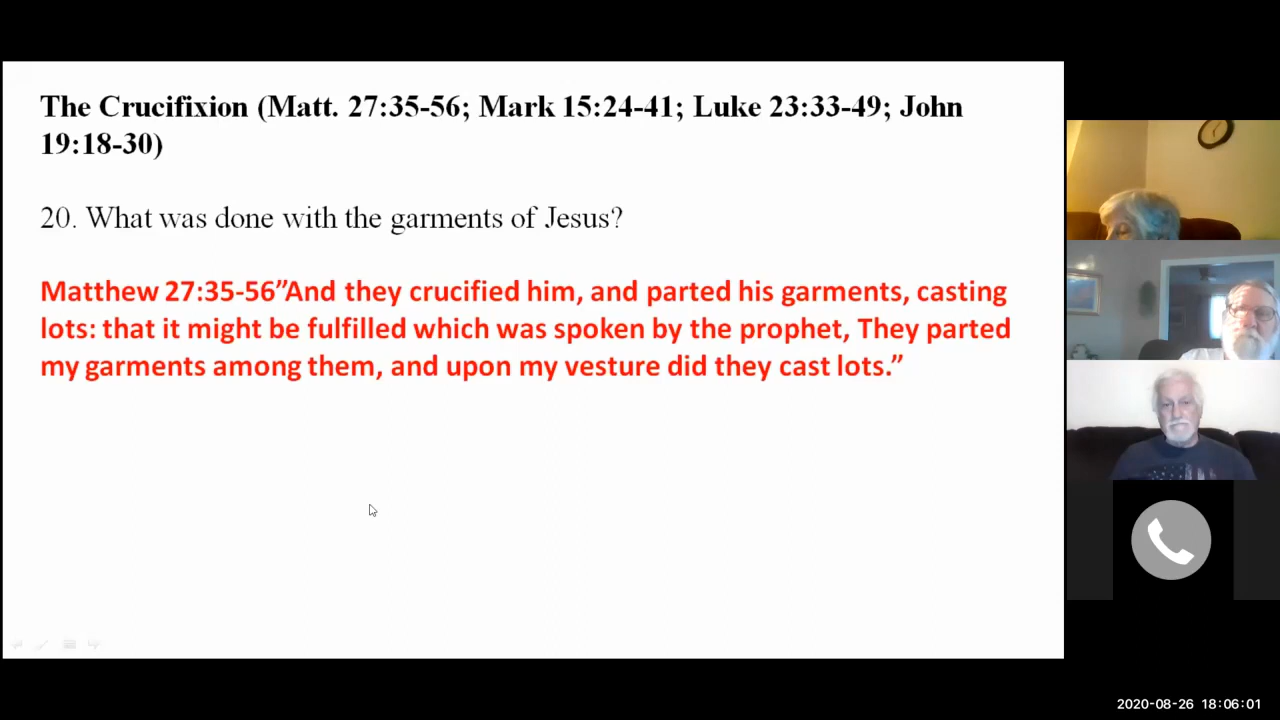 The Crucifixion (Matt. 27:35-56; Mark 15:24-41; Luke 23:33-49; John
19:18-30)
20. What was done with the garments of Jesus?
Matthew 27:35-56”And they crucified him, and parted his garments, casting
lots: that it might be fulfilled which was spoken by the prophet, They parted
my garments among them, and upon my vesture did they cast lots.”
2020-08-26 18:06:01